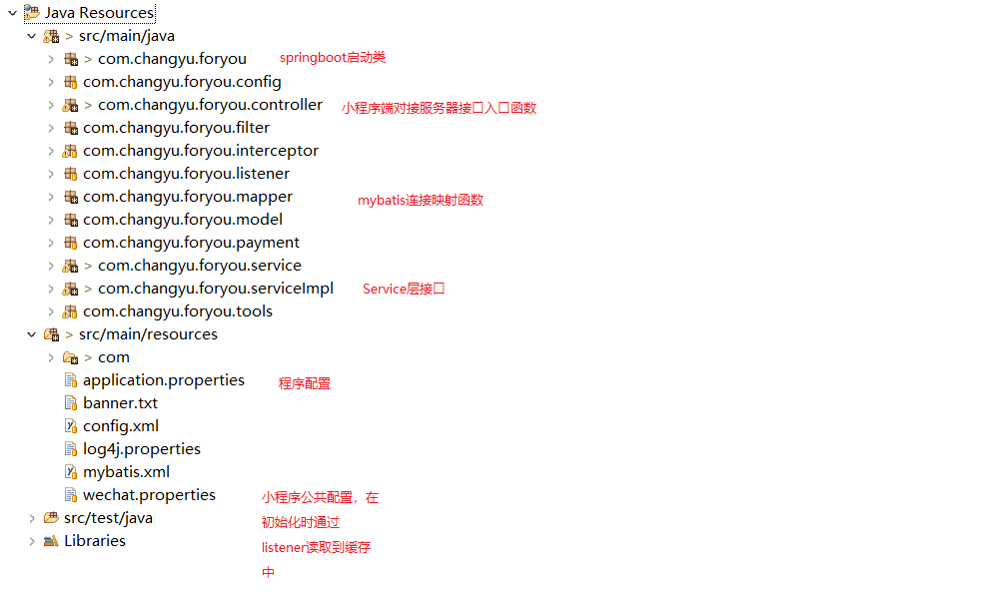 Java Resources
> src/main/java
> com.changyu.foryou springboot启动类
com.changyu.foryou.config
> com.changyu.foryou.controller 小程序端对接服务器接口入口函数
com.changyu.foryou.filter
com.changyu.foryou.interceptor
com.changyu.foryou.listener
com.changyu.foryou.mapper mybatis连接映射函数
com.changyu.foryou.model
com.changyu.foryou.payment
> com.changyu.foryou.service
> com.changyu.foryou.serviceImpl Service层接口
com.changyu.foryou.tools
> src/main/resources
> com
application.properties 程序配置
banner.txt
config.xml
log4j.properties
mybatis.xml
wechat.properties 小程序公共配置，在
src/test/java 初始化时通过
Libraries listener读取到缓存
中